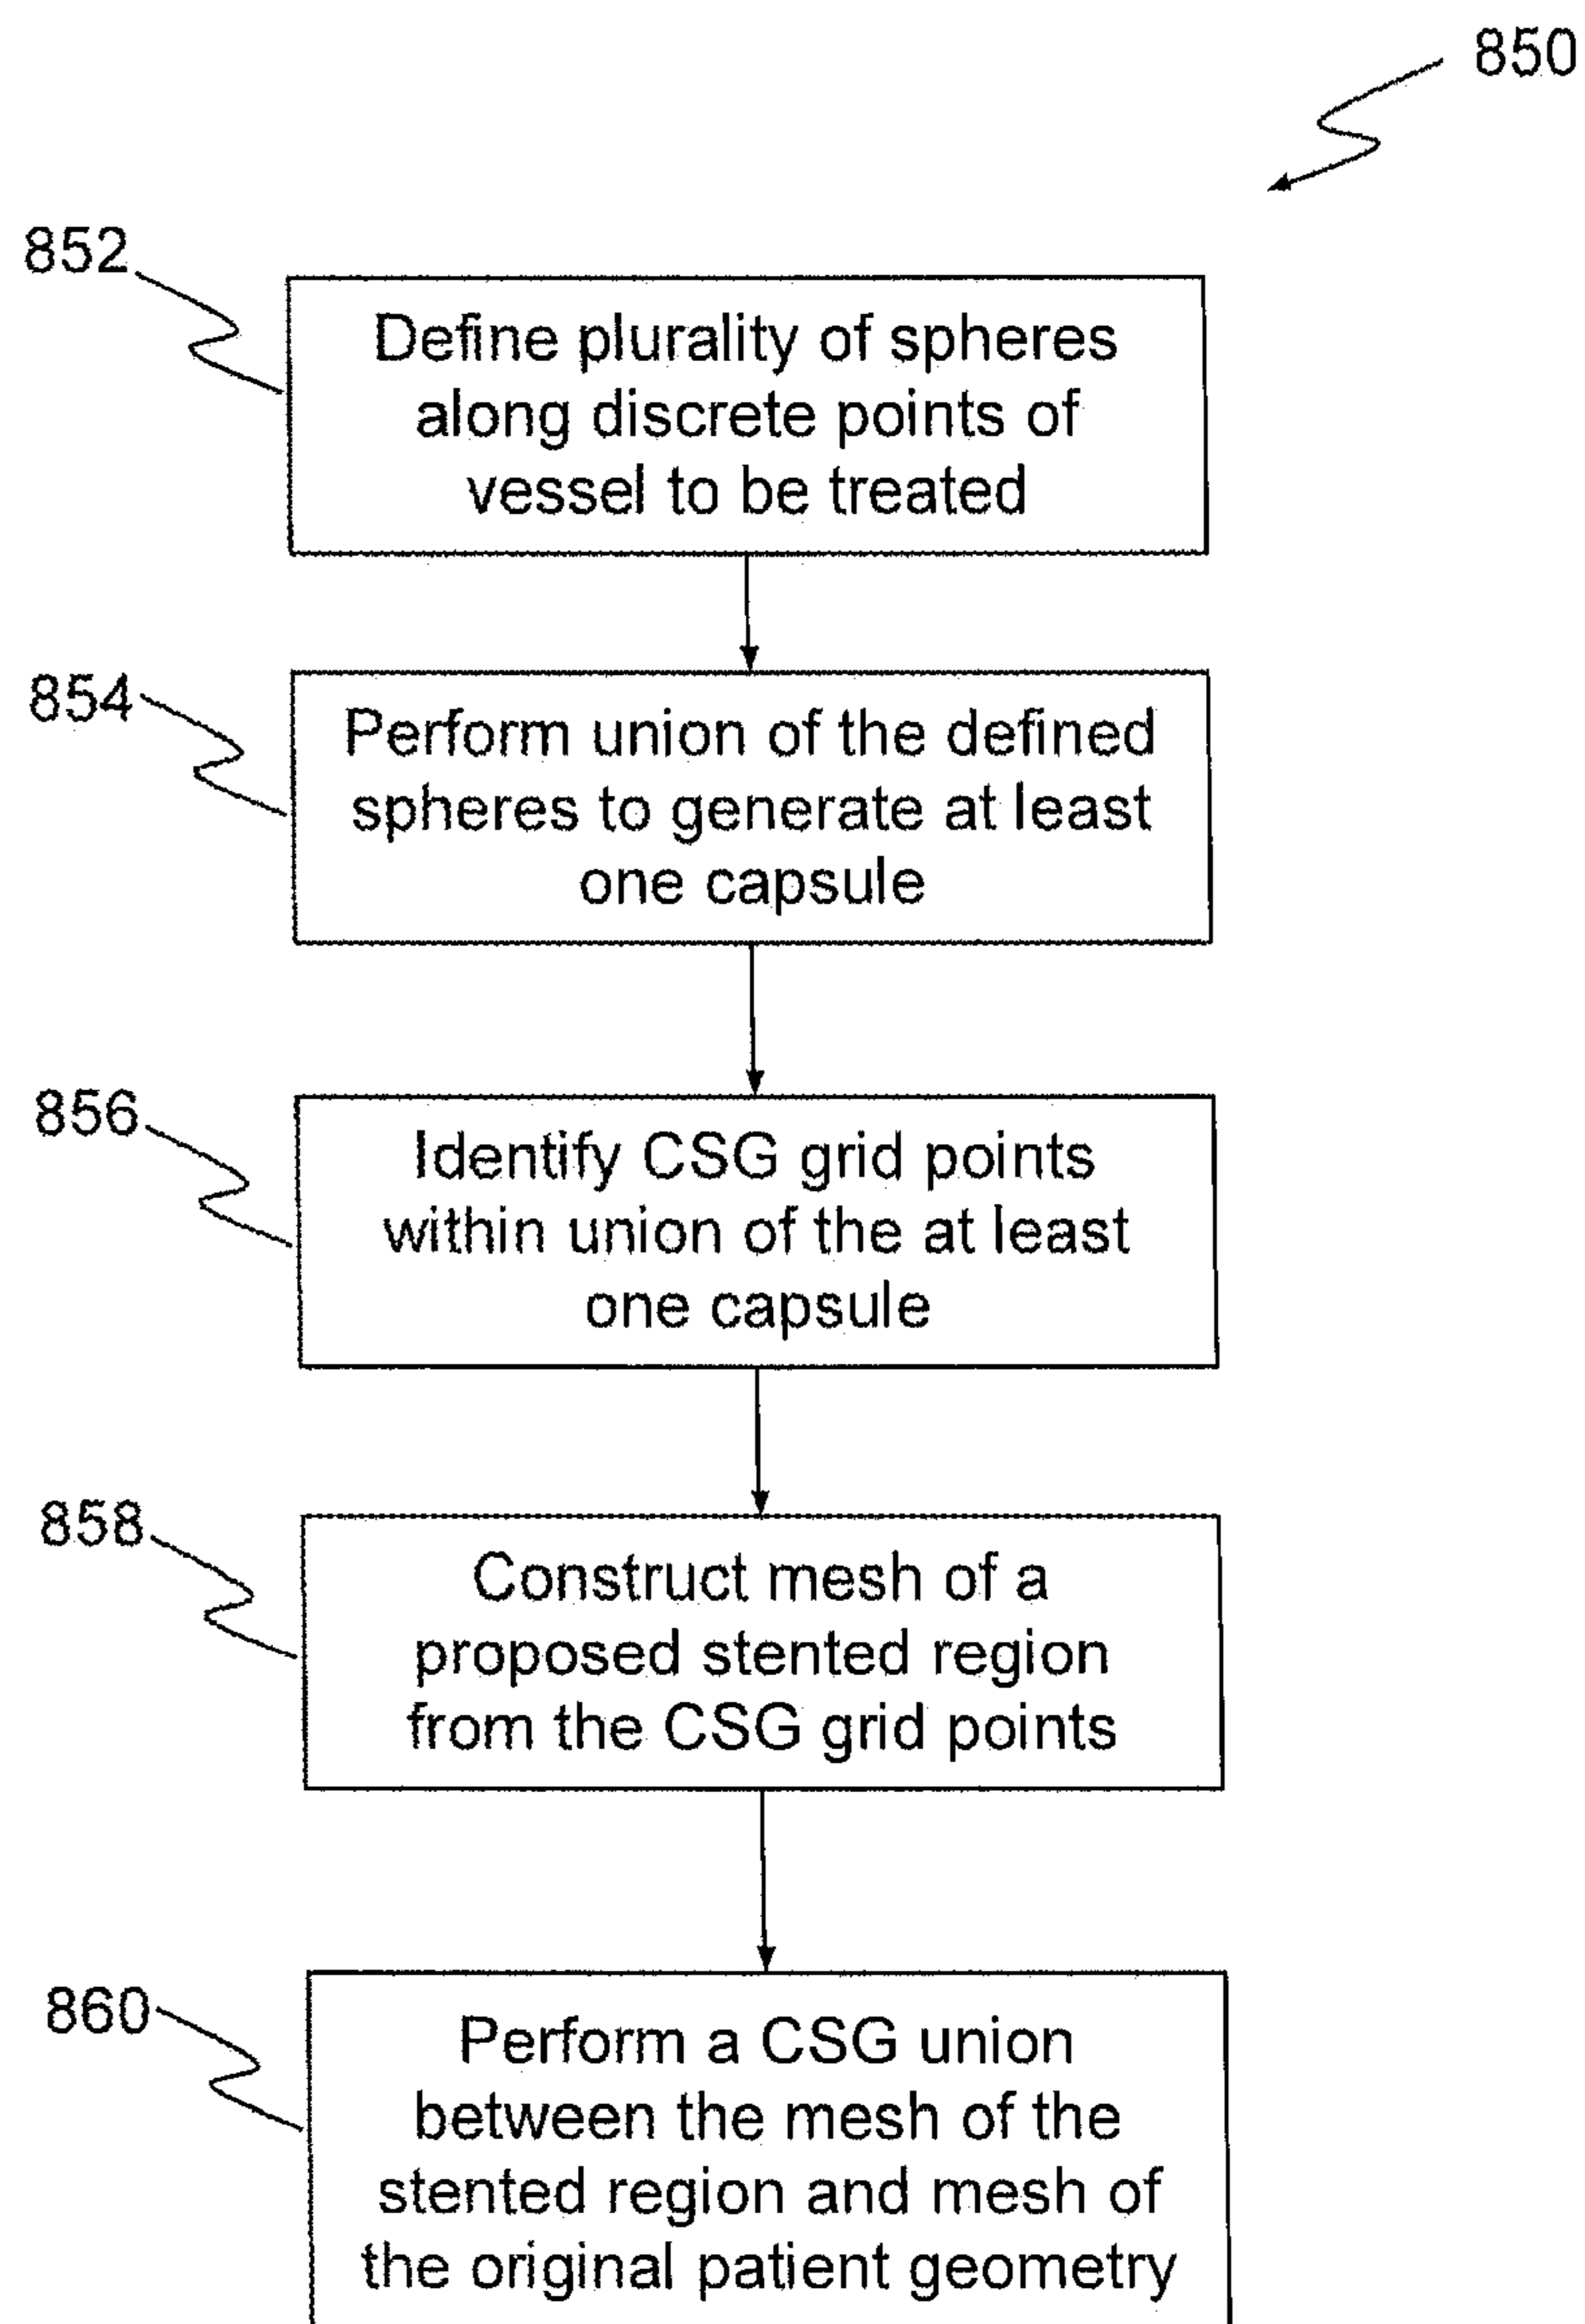 850
852
Define plurality of spheres
along discrete points of
vessel to be treated
854
Perform union of the defined
spheres to generate at least
one capsule
856
Identify CSG grid points
within union of the at least
one capsule
858
Construct mesh of a
proposed stented region
from the CSG grid points
860
Perform a CSG union
between the mesh of the
stented region and mesh of
the original patient geometry